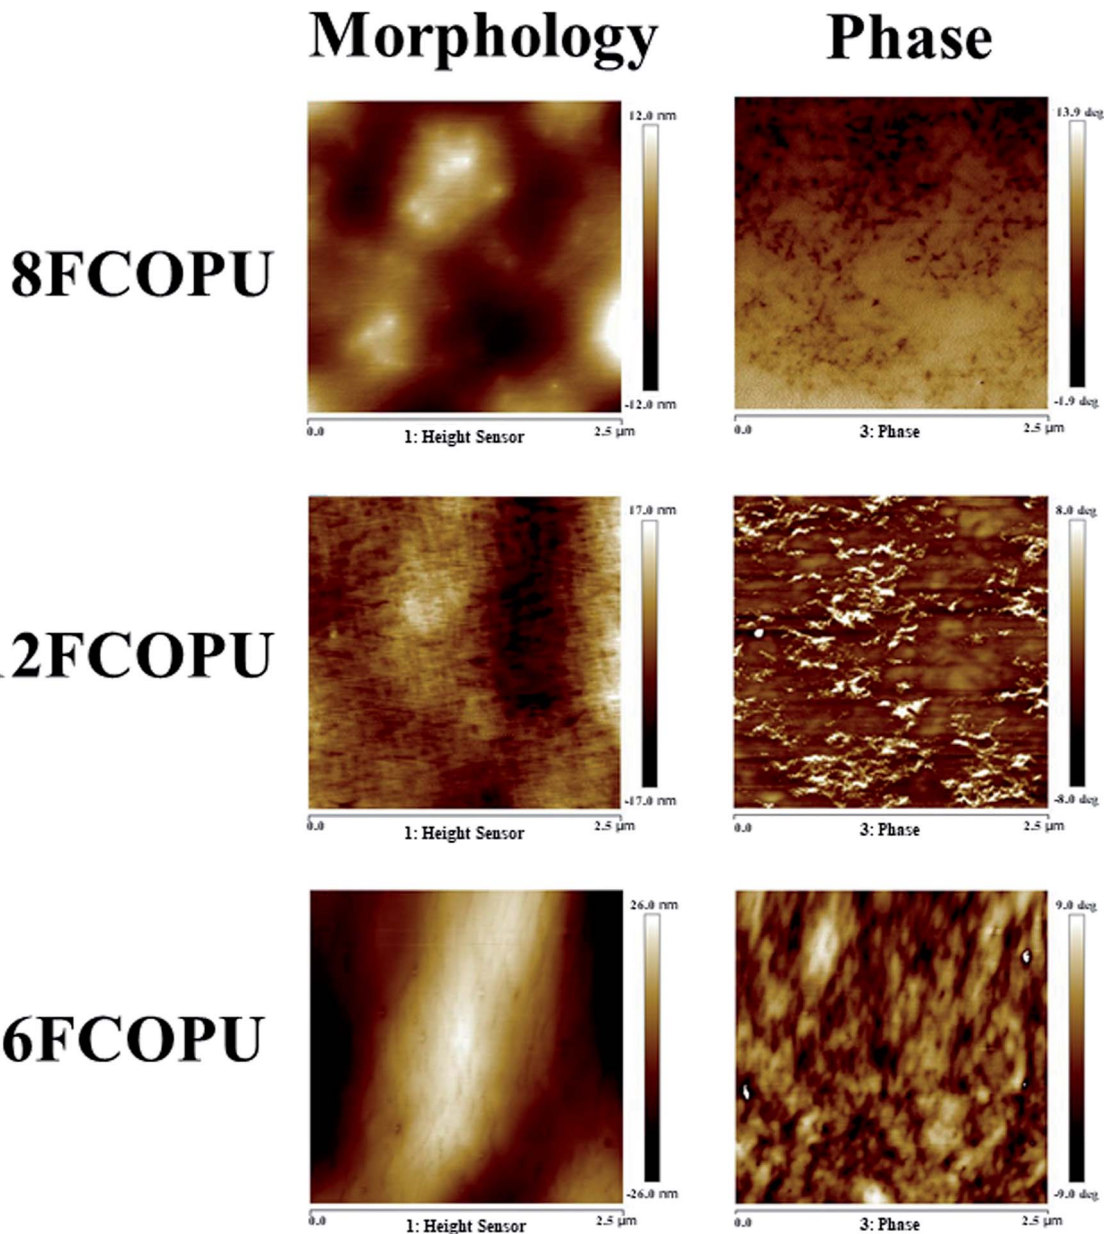 Morphology Phase
12.0 nm 13.9 deg
8FCOPU
-12.0 nm -1.9 deg
0.0 1: Height Sensor 2.5 μm 0.0 3: Phase 2.5 μm
17.0 nm 8.0 deg
2FCOPU
-17.0 nm -8.0 deg
0.0 1: Height Sensor 2.5 μm 0.0 3: Phase 2.5 μm
26.0 nm 9.0 deg
6FCOPU
-26.0 nm -9.0 deg
0.0 1: Height Sensor 2.5 μm 0.0 3: Phase 2.5 μm